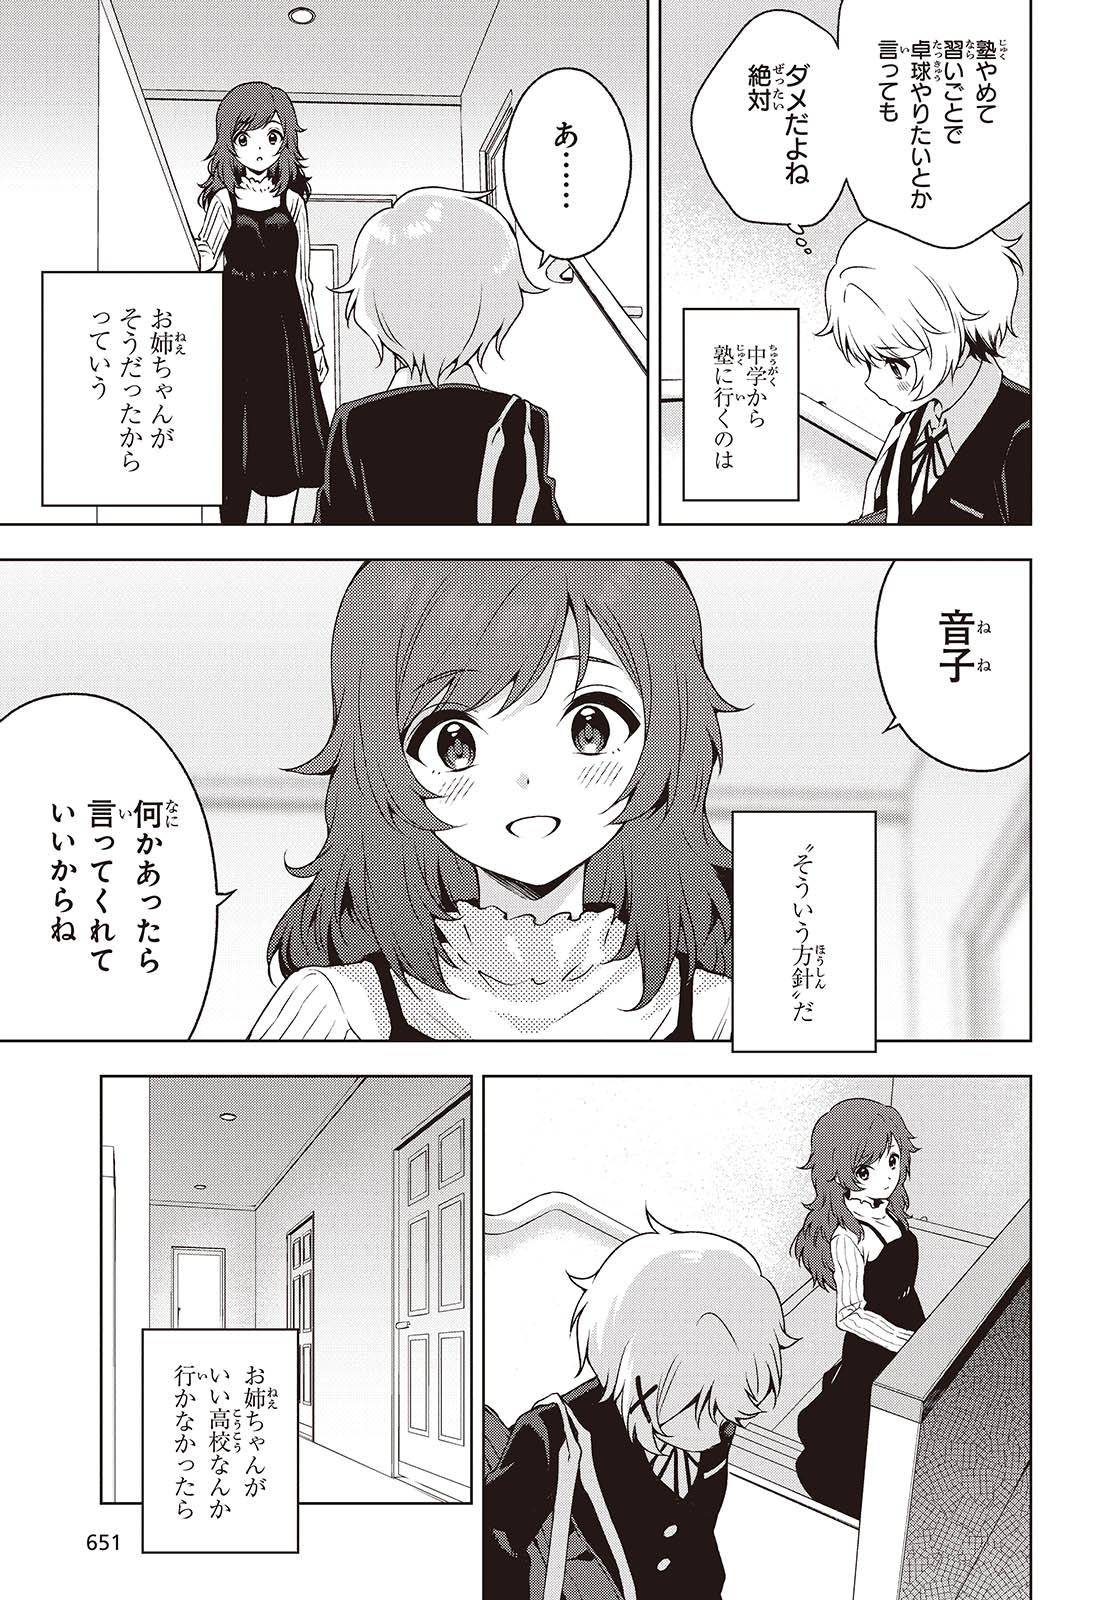 塾やめて
習いごとで
卓球やりたいとか
言っても
ダメだよね
絶対
中学から
塾に行くのは
あ……
お姉ちゃんが
そうだったから
っていう
音子
〝そういう方針〟だ
何かあったら
言ってくれて
いいからね
お姉ちゃんが
いい高校なんか
行かなかったら
651